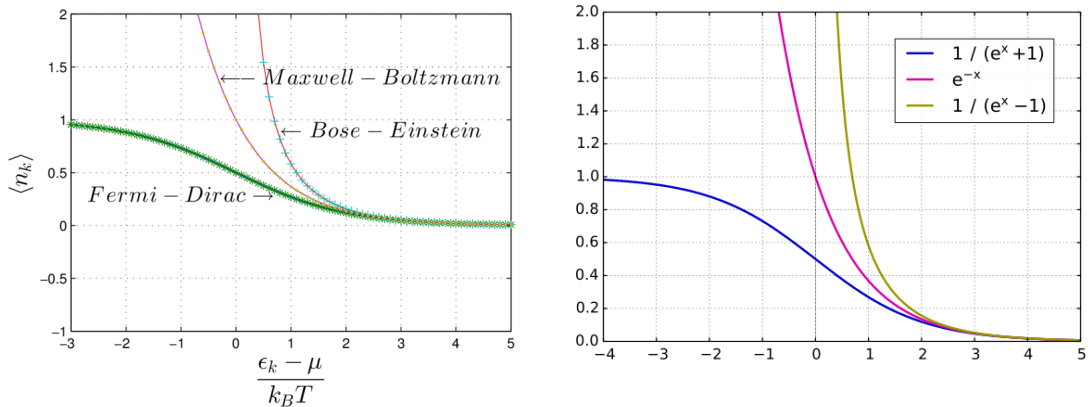 2
1.5
1
0.5
0
−0.5
−1
−3 −2 −1 0 1 2 3 4 5
⟨n_k⟩
←−− Maxwell − Boltzmann
← Bose − Einstein
Fermi − Dirac →
ϵ_k − μ
k_B T
2.0
1.8
1.6
1.4
1.2
1.0
0.8
0.6
0.4
0.2
0.0
−4 −3 −2 −1 0 1 2 3 4 5
1 / (eˣ +1)
e⁻ˣ
1 / (eˣ −1)